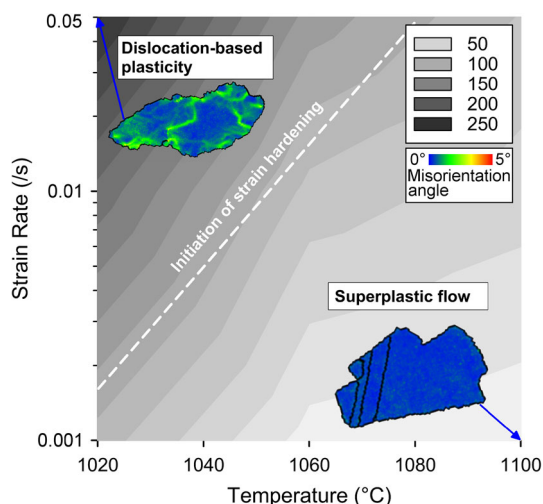 0.05
Dislocation-based
plasticity
50
100
150
200
250
0° 5°
Misorientation
angle
Strain Rate (/s)
0.01
Initiation of strain hardening
Superplastic flow
0.001
1020 1040 1060 1080 1100
Temperature (°C)